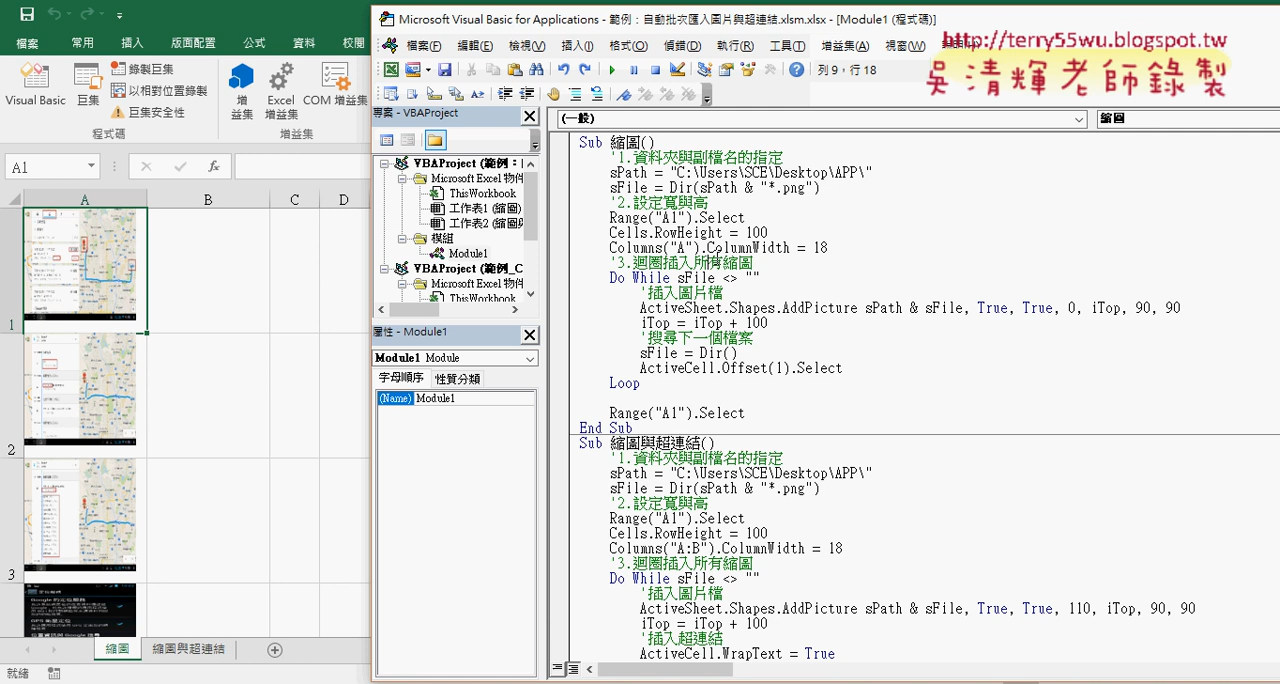 檔案 常用 插入 版面配置 公式 資料 校閱
Visual Basic 巨集 錄製巨集 以相對位置錄製 巨集安全性
增益集 Excel 增益集 COM 增益集
程式碼 增益集
A1 fx
A B C D
1
2
3
縮圖 縮圖與超連結
就緒
Microsoft Visual Basic for Applications - 範例：自動批次匯入圖片與超連結.xlsm.xlsx - [Module1 (程式碼)]
檔案(F) 編輯(E) 檢視(V) 插入(I) 格式(O) 偵錯(D) 執行(R) 工具(T) 增益集(A) 視窗(W)
http://terry55wu.blogspot.tw
吳清輝老師錄製
列 9，行 18
專案 - VBAProject
VBAProject (範例：
Microsoft Excel 物件
ThisWorkbook
工作表1 (縮圖)
工作表2 (縮圖
模組
Module1
VBAProject (範例_C
Microsoft Excel 物件
ThisWorkbook
屬性 - Module1
Module1 Module
字母順序 性質分類
(Name) Module1
(一般) 縮圖
Sub 縮圖()
'1.資料夾與副檔名的指定
sPath = "C:\Users\SCE\Desktop\APP\"
sFile = Dir(sPath & "*.png")
'2.設定寬與高
Range("A1").Select
Cells.RowHeight = 100
Columns("A").ColumnWidth = 18
'3.迴圈插入所有縮圖
Do While sFile <> ""
'插入圖片檔
ActiveSheet.Shapes.AddPicture sPath & sFile, True, True, 0, iTop, 90, 90
iTop = iTop + 100
'搜尋下一個檔案
sFile = Dir()
ActiveCell.Offset(1).Select
Loop
Range("A1").Select
End Sub
Sub 縮圖與超連結()
'1.資料夾與副檔名的指定
sPath = "C:\Users\SCE\Desktop\APP\"
sFile = Dir(sPath & "*.png")
'2.設定寬與高
Range("A1").Select
Cells.RowHeight = 100
Columns("A:B").ColumnWidth = 18
'3.迴圈插入所有縮圖
Do While sFile <> ""
'插入圖片檔
ActiveSheet.Shapes.AddPicture sPath & sFile, True, True, 110, iTop, 90, 90
iTop = iTop + 100
'插入超連結
ActiveCell.WrapText = True